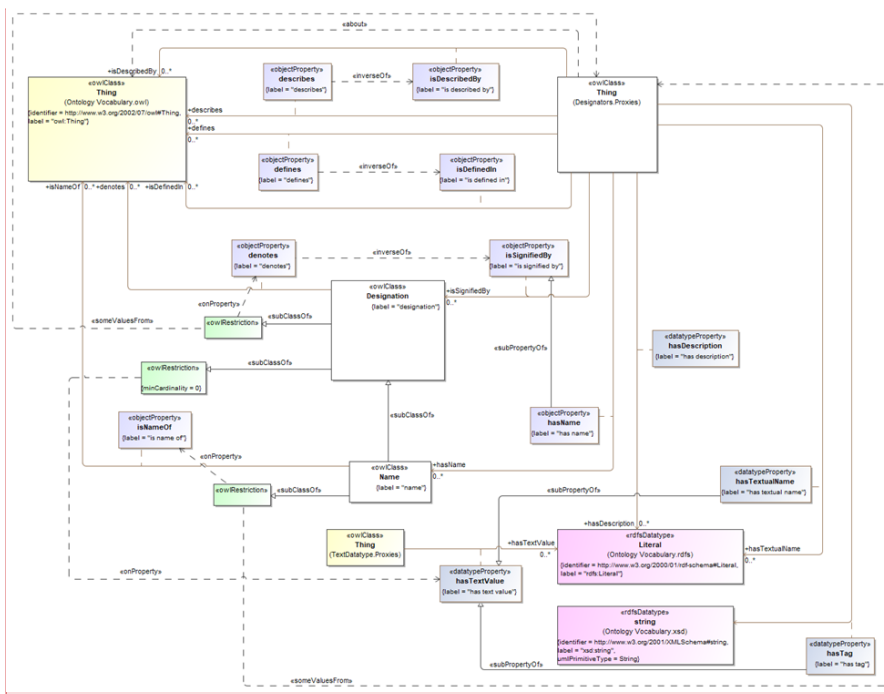 «about»
+isDescribedBy 0..*
«owlClass»
Thing
(Ontology Vocabulary.owl)
{identifier = http://www.w3.org/2002/07/owl#Thing,
label = "owl:Thing"}
«objectProperty»
describes
{label = "describes"}
«inverseOf»
«objectProperty»
isDescribedBy
{label = "is described by"}
«owlClass»
Thing
(Designators.Proxies)
+describes
0..*
+defines
0..*
«objectProperty»
defines
{label = "defines"}
«inverseOf»
«objectProperty»
isDefinedIn
{label = "is defined in"}
+isNameOf 0..* +denotes 0..* +isDefinedIn 0..*
«objectProperty»
denotes
{label = "denotes"}
«inverseOf»
«objectProperty»
isSignifiedBy
{label = "is signified by"}
«owlClass»
Designation
{label = "designation"}
+isSignifiedBy
0..*
«onProperty»
«someValuesFrom»
«owlRestriction»
«subClassOf»
«datatypeProperty»
hasDescription
{label = "has description"}
«subPropertyOf»
«owlRestriction»
{minCardinality = 0}
«subClassOf»
«objectProperty»
isNameOf
{label = "is name of"}
«subClassOf»
«objectProperty»
hasName
{label = "has name"}
«onProperty»
«owlClass»
Name
{label = "name"}
+hasName
0..*
«owlRestriction»
«subClassOf»
«datatypeProperty»
hasTextualName
{label = "has textual name"}
«subPropertyOf»
+hasDescription 0..*
«owlClass»
Thing
(TextDatatype.Proxies)
+hasTextValue
0..*
«rdfsDatatype»
Literal
(Ontology Vocabulary.rdfs)
{identifier = http://www.w3.org/2000/01/rdf-schema#Literal,
label = "rdfs:Literal"}
+hasTextualName
0..*
«onProperty»
«datatypeProperty»
hasTextValue
{label = "has text value"}
«rdfsDatatype»
string
(Ontology Vocabulary.xsd)
{identifier = http://www.w3.org/2001/XMLSchema#string,
label = "xsd:string",
umlPrimitiveType = String}
«datatypeProperty»
hasTag
{label = "has tag"}
«subPropertyOf»
«someValuesFrom»